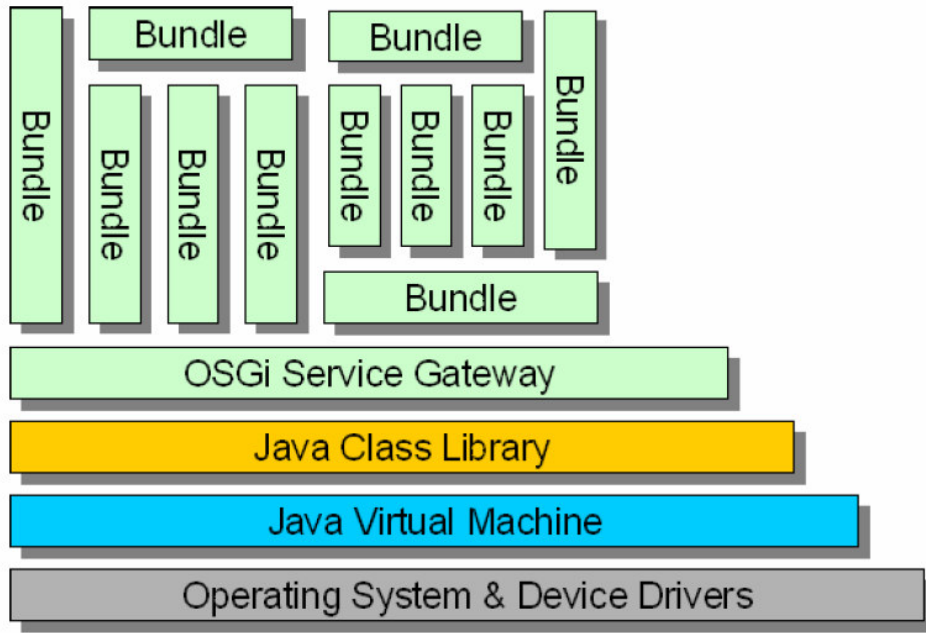 Bundle
Bundle
Bundle
Bundle
Bundle
Bundle
Bundle
Bundle
Bundle
Bundle
Bundle
OSGi Service Gateway
Java Class Library
Java Virtual Machine
Operating System & Device Drivers